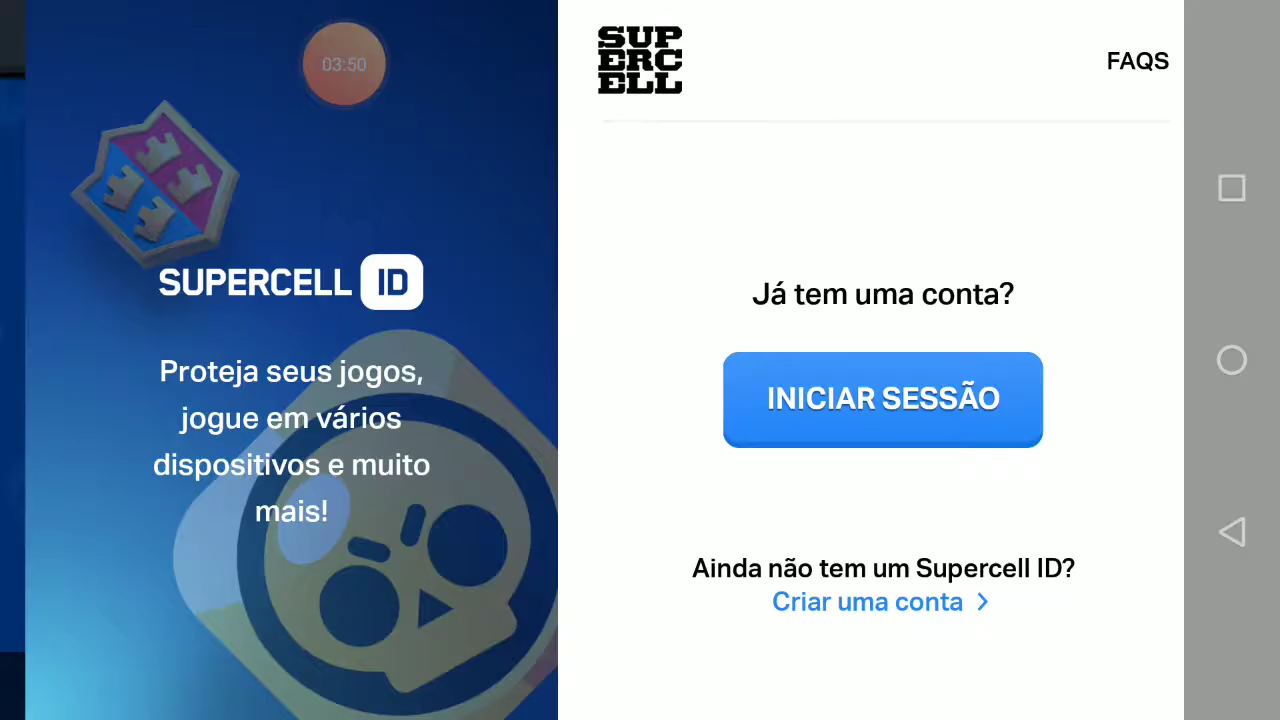 03:50
SUPERCELL ID
Proteja seus jogos,
jogue em vários
dispositivos e muito
mais!
SUP
ERC
ELL
FAQS
Já tem uma conta?
INICIAR SESSÃO
Ainda não tem um Supercell ID?
Criar uma conta >